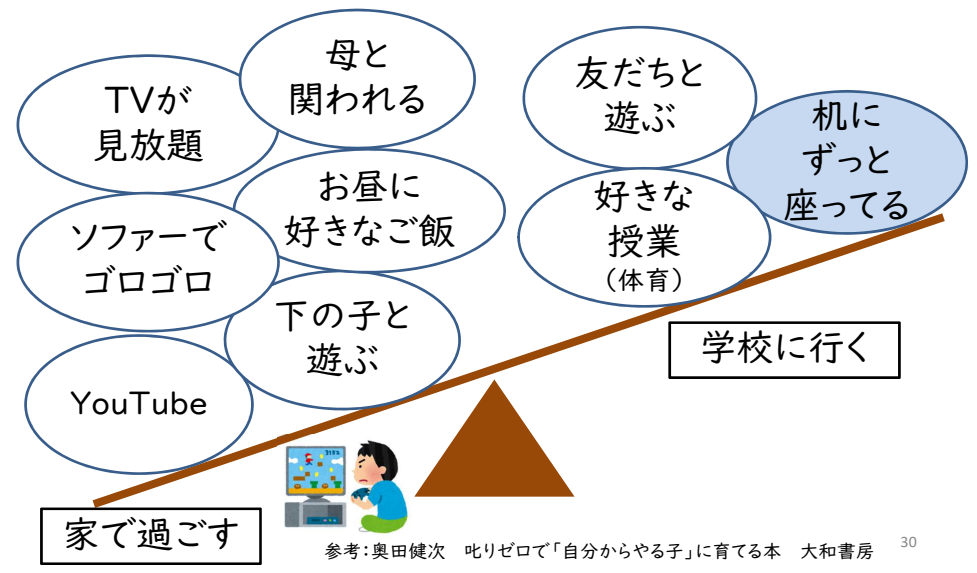 母と
関われる
TVが
見放題
お昼に
好きなご飯
ソファーで
ゴロゴロ
下の子と
遊ぶ
YouTube
家で過ごす
友だちと
遊ぶ
机に
ずっと
座ってる
好きな
授業
（体育）
学校に行く
参考：奥田健次　叱りゼロで「自分からやる子」に育てる本　大和書房
30